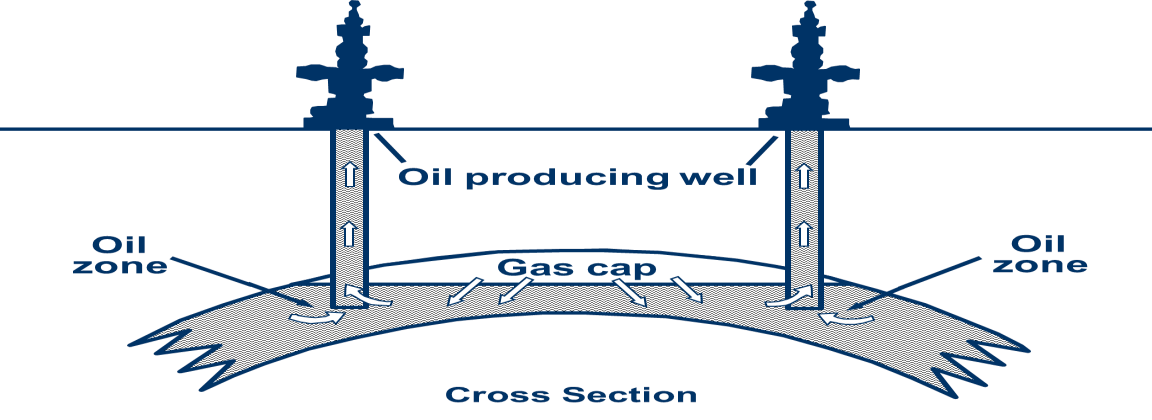 Oil producing well
Oil
zone
Oil
zone
Gas cap
Cross Section